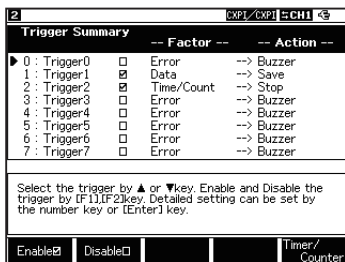 2 CXPI/CXPI ⇆CH1
Trigger Summary
-- Factor -- -- Action --
▶ 0 : Trigger0 □ Error --> Buzzer
1 : Trigger1 ☑ Data --> Save
2 : Trigger2 ☑ Time/Count --> Stop
3 : Trigger3 □ Error --> Buzzer
4 : Trigger4 □ Error --> Buzzer
5 : Trigger5 □ Error --> Buzzer
6 : Trigger6 □ Error --> Buzzer
7 : Trigger7 □ Error --> Buzzer
Select the trigger by ▲ or ▼key. Enable and Disable the
trigger by [F1],[F2]key. Detailed setting can be set by
the number key or [Enter] key.
Enable☑ Disable□ Timer/
Counter